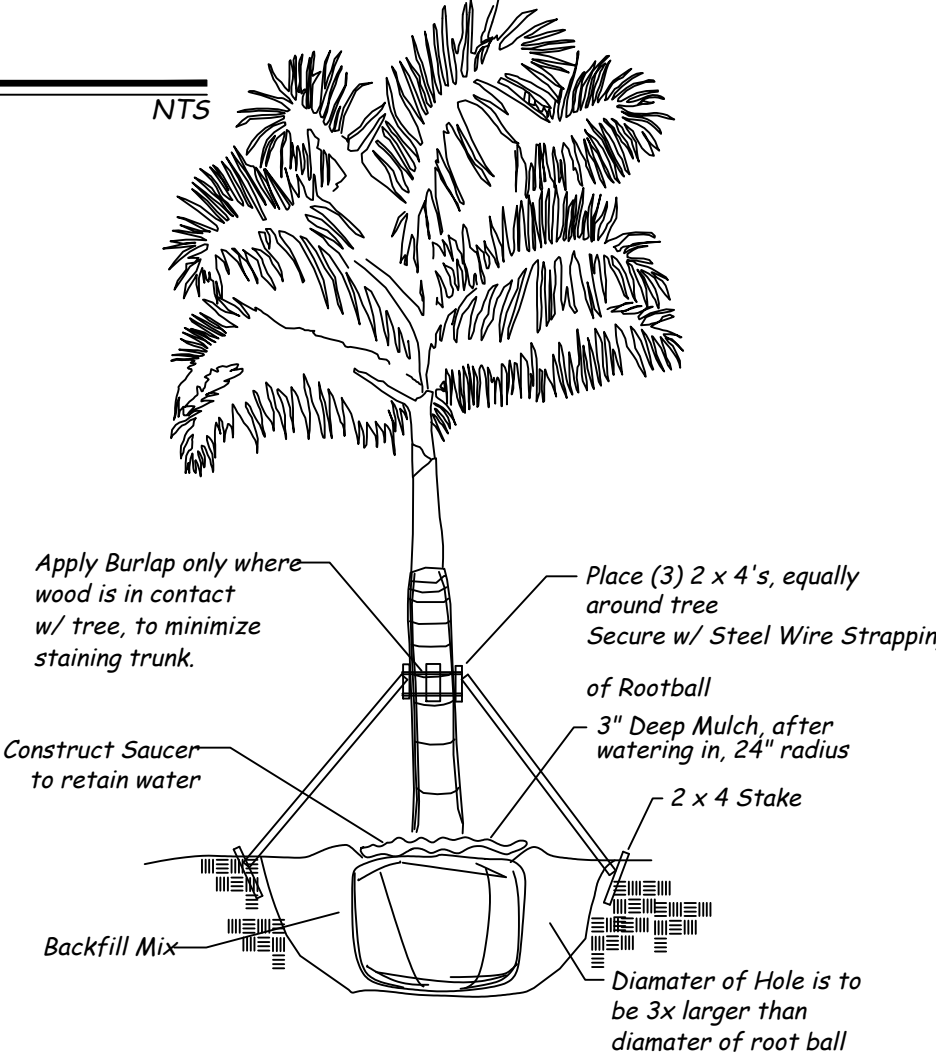 NTS
Apply Burlap only where
wood is in contact
w/ tree, to minimize
staining trunk.
Place (3) 2 x 4's, equally
around tree
Secure w/ Steel Wire Strappin
of Rootball
3" Deep Mulch, after
watering in, 24" radius
Construct Saucer
to retain water
2 x 4 Stake
Backfill Mix
Diamater of Hole is to
be 3x larger than
diamater of root ball